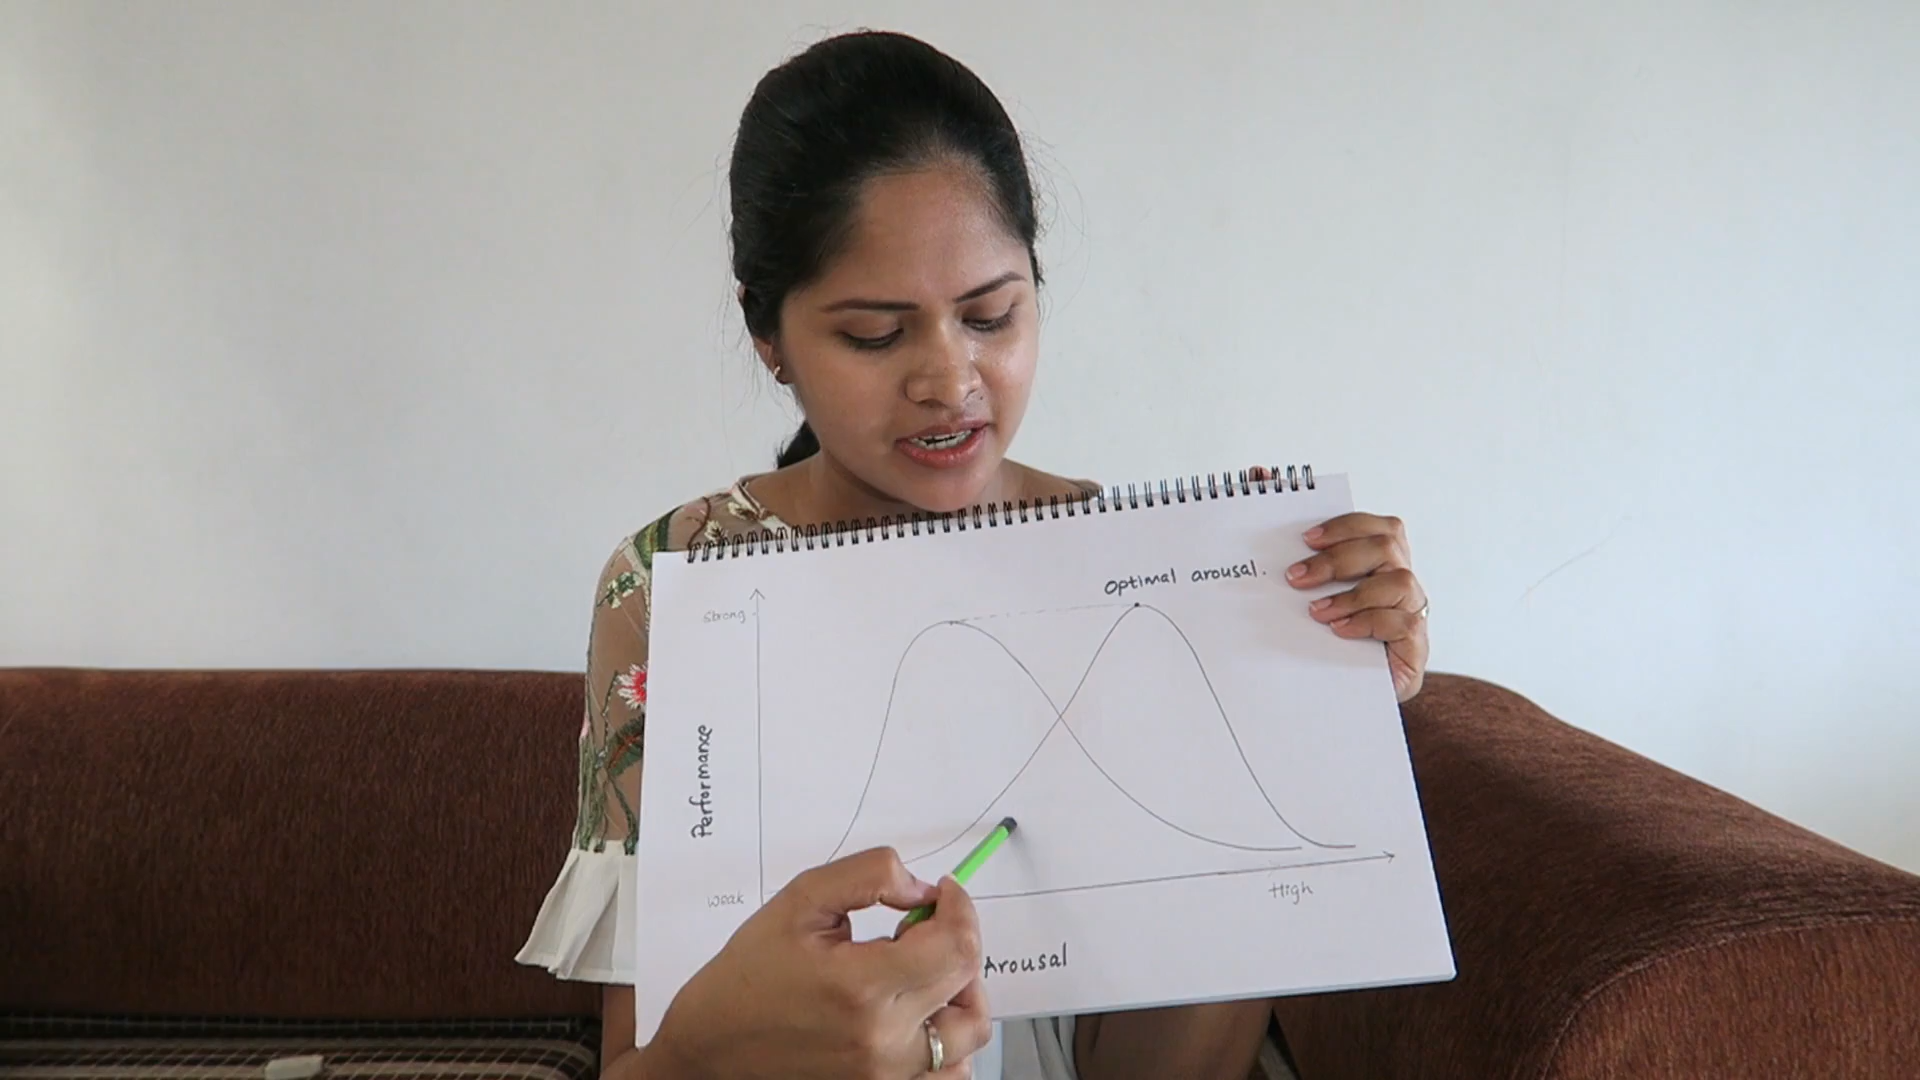 Optimal arousal.
Strong
Performance
Weak
High
Arousal